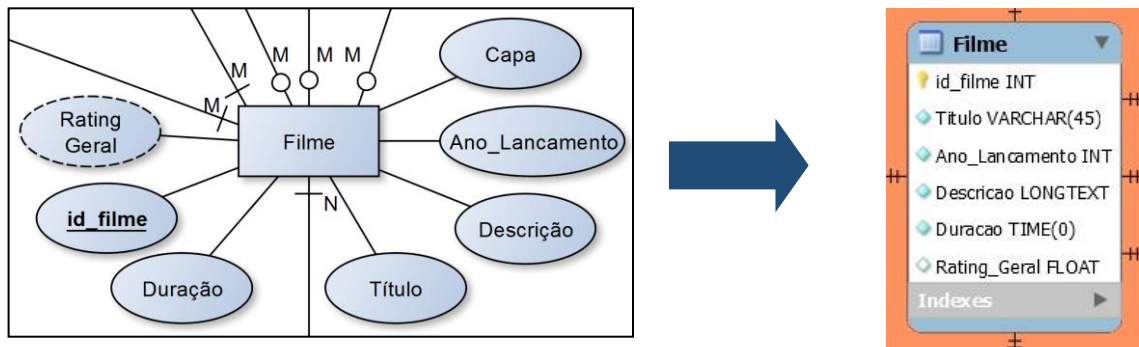 M
M
M
M
M
Capa
Rating
Geral
Filme
Ano_Lancamento
id_filme
N
Descrição
Duração
Título
Filme
id_filme INT
Titulo VARCHAR(45)
Ano_Lancamento INT
Descricao LONGTEXT
Duracao TIME(0)
Rating_Geral FLOAT
Indexes